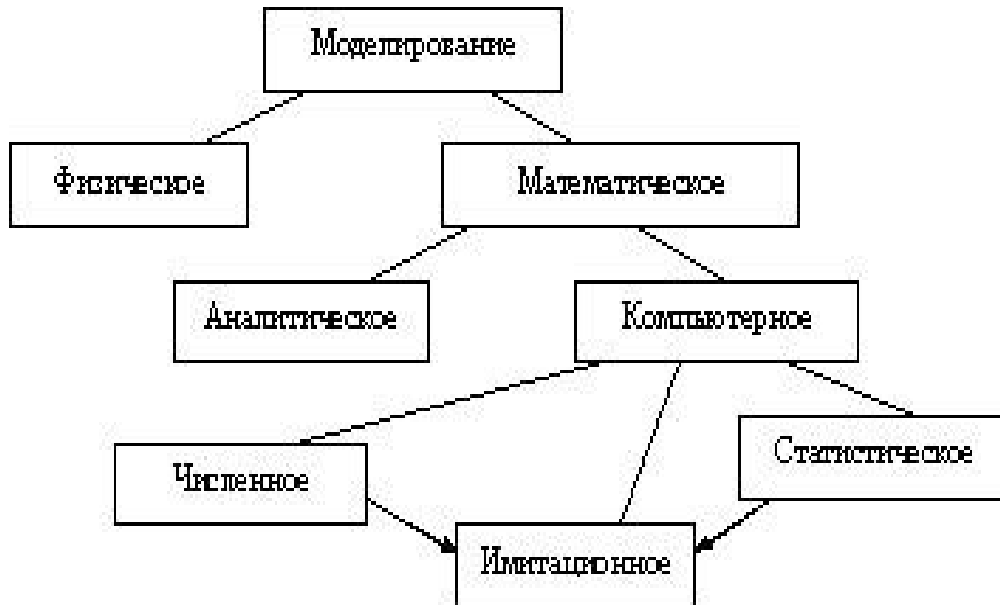 Моделирование
Физическое
Математическое
Аналитическое
Компьютерное
Численное
Статистическое
Имитационное